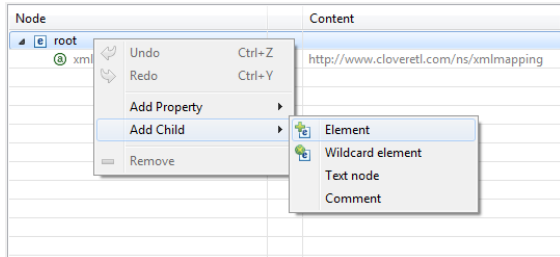 Node Content
e root
a xml http://www.cloveretl.com/ns/xmlmapping
Undo Ctrl+Z
Redo Ctrl+Y
Add Property
Add Child
Remove
e Element
e Wildcard element
Text node
Comment